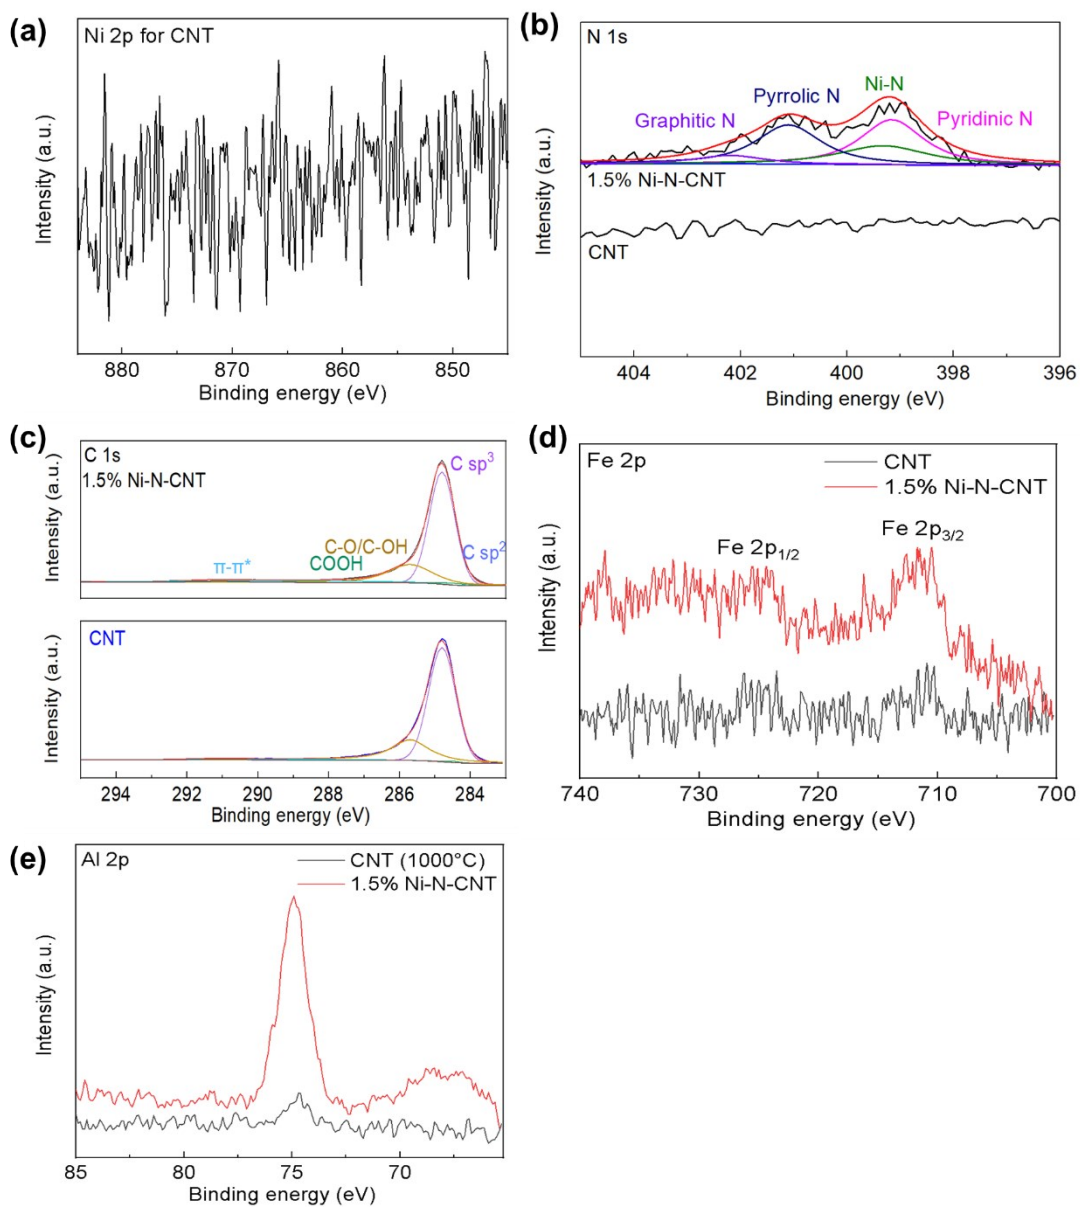 (a)
Ni 2p for CNT
Intensity (a.u.)
880 870 860 850
Binding energy (eV)
(b)
N 1s
Ni-N
Pyrrolic N
Graphitic N
Pyridinic N
1.5% Ni-N-CNT
CNT
Intensity (a.u.)
404 402 400 398 396
Binding energy (eV)
(c)
C 1s
1.5% Ni-N-CNT
C sp³
C-O/C-OH
C sp²
COOH
π-π*
Intensity (a.u.)
CNT
Intensity (a.u.)
294 292 290 288 286 284
Binding energy (eV)
(d)
Fe 2p
CNT
1.5% Ni-N-CNT
Fe 2p₃/₂
Fe 2p₁/₂
Intensity (a.u.)
740 730 720 710 700
Binding energy (eV)
(e)
Al 2p
CNT (1000°C)
1.5% Ni-N-CNT
Intensity (a.u.)
85 80 75 70
Binding energy (eV)